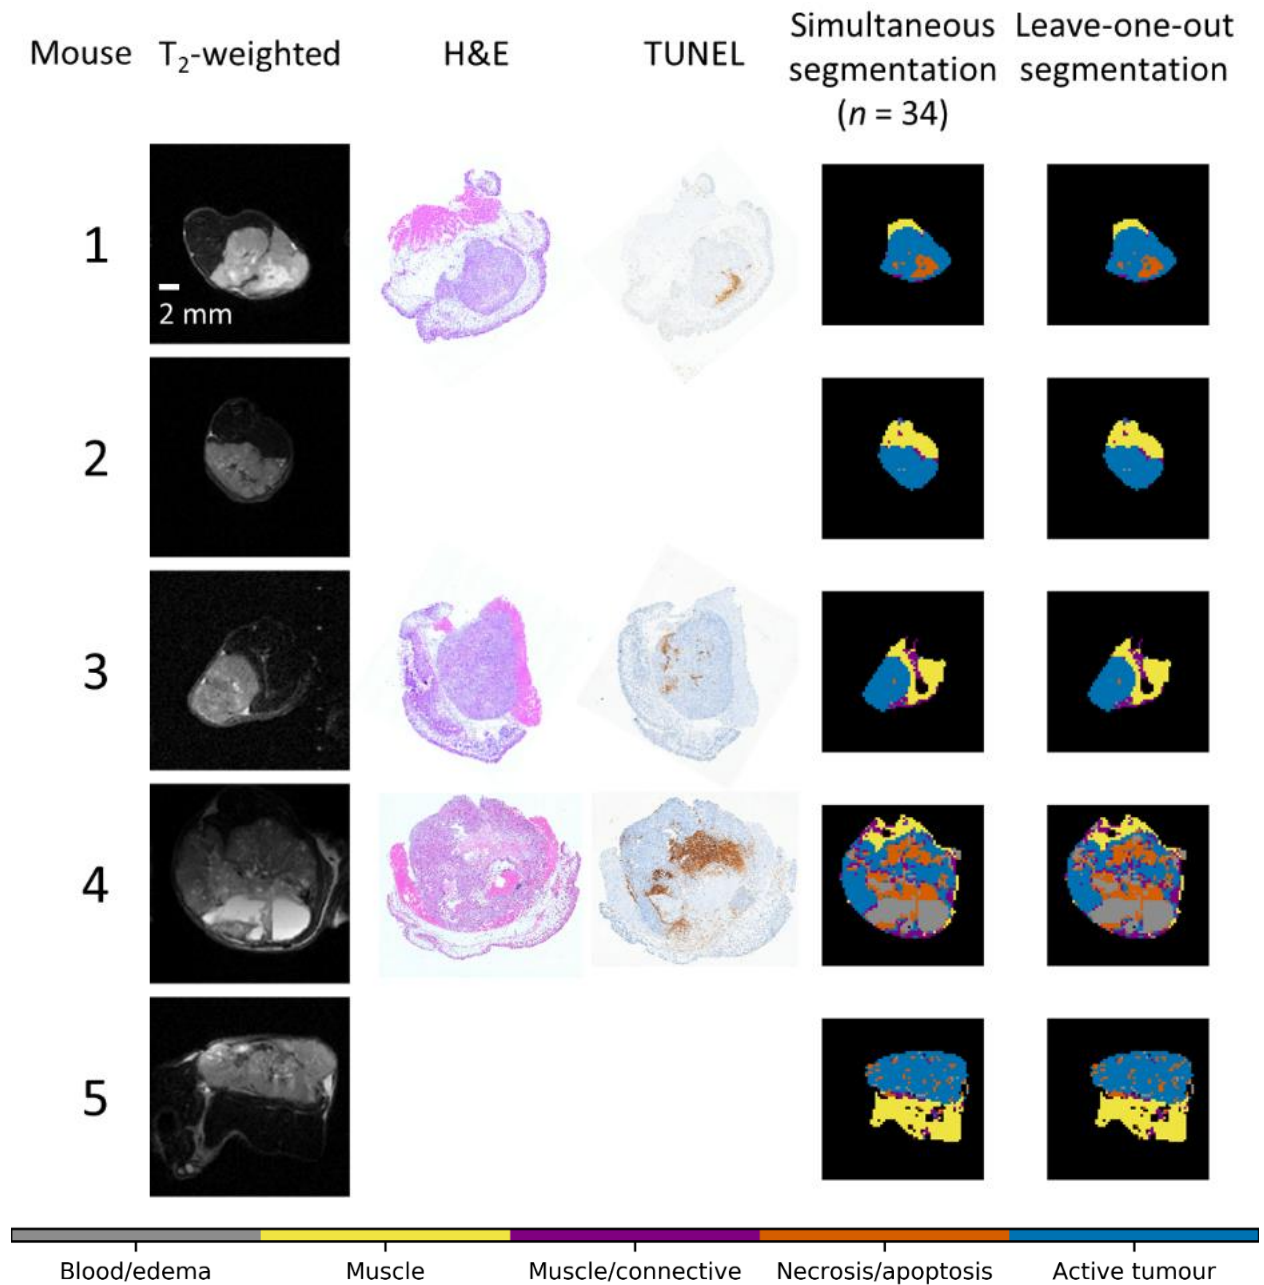 Mouse T2-weighted H&E TUNEL Simultaneous segmentation (n = 34) Leave-one-out segmentation
1
2 mm
2
3
4
5
Blood/edema Muscle Muscle/connective Necrosis/apoptosis Active tumour